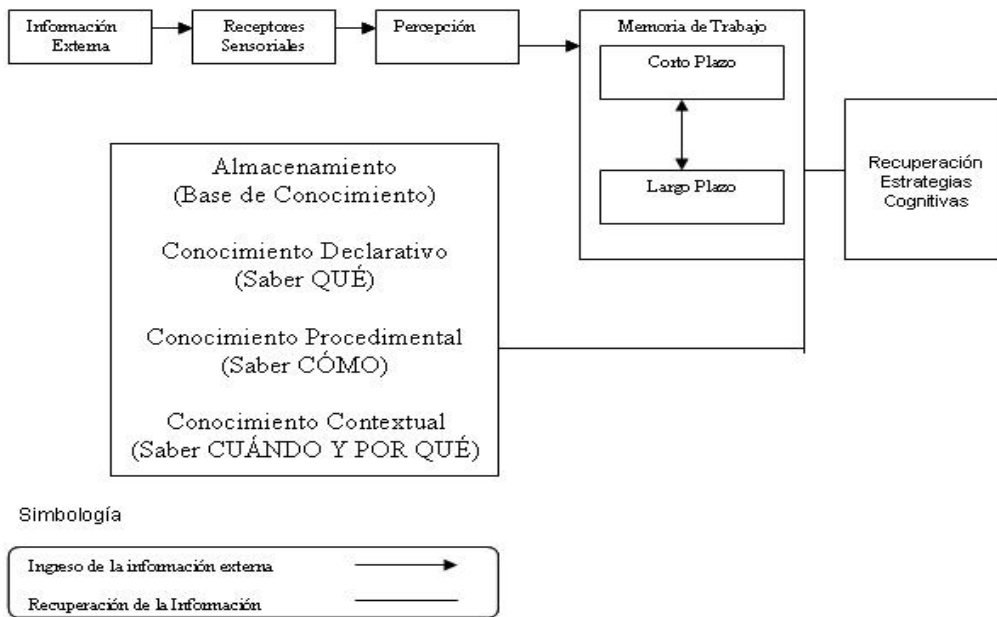 Información
Externa
Receptores
Sensoriales
Percepción
Memoria de Trabajo
Corto Plazo
Largo Plazo
Recuperación
Estrategias
Cognitivas
Almacenamiento
(Base de Conocimiento)
Conocimiento Declarativo
(Saber QUÉ)
Conocimiento Procedimental
(Saber CÓMO)
Conocimiento Contextual
(Saber CUÁNDO Y POR QUÉ)
Simbología
Ingreso de la información externa
Recuperación de la Información